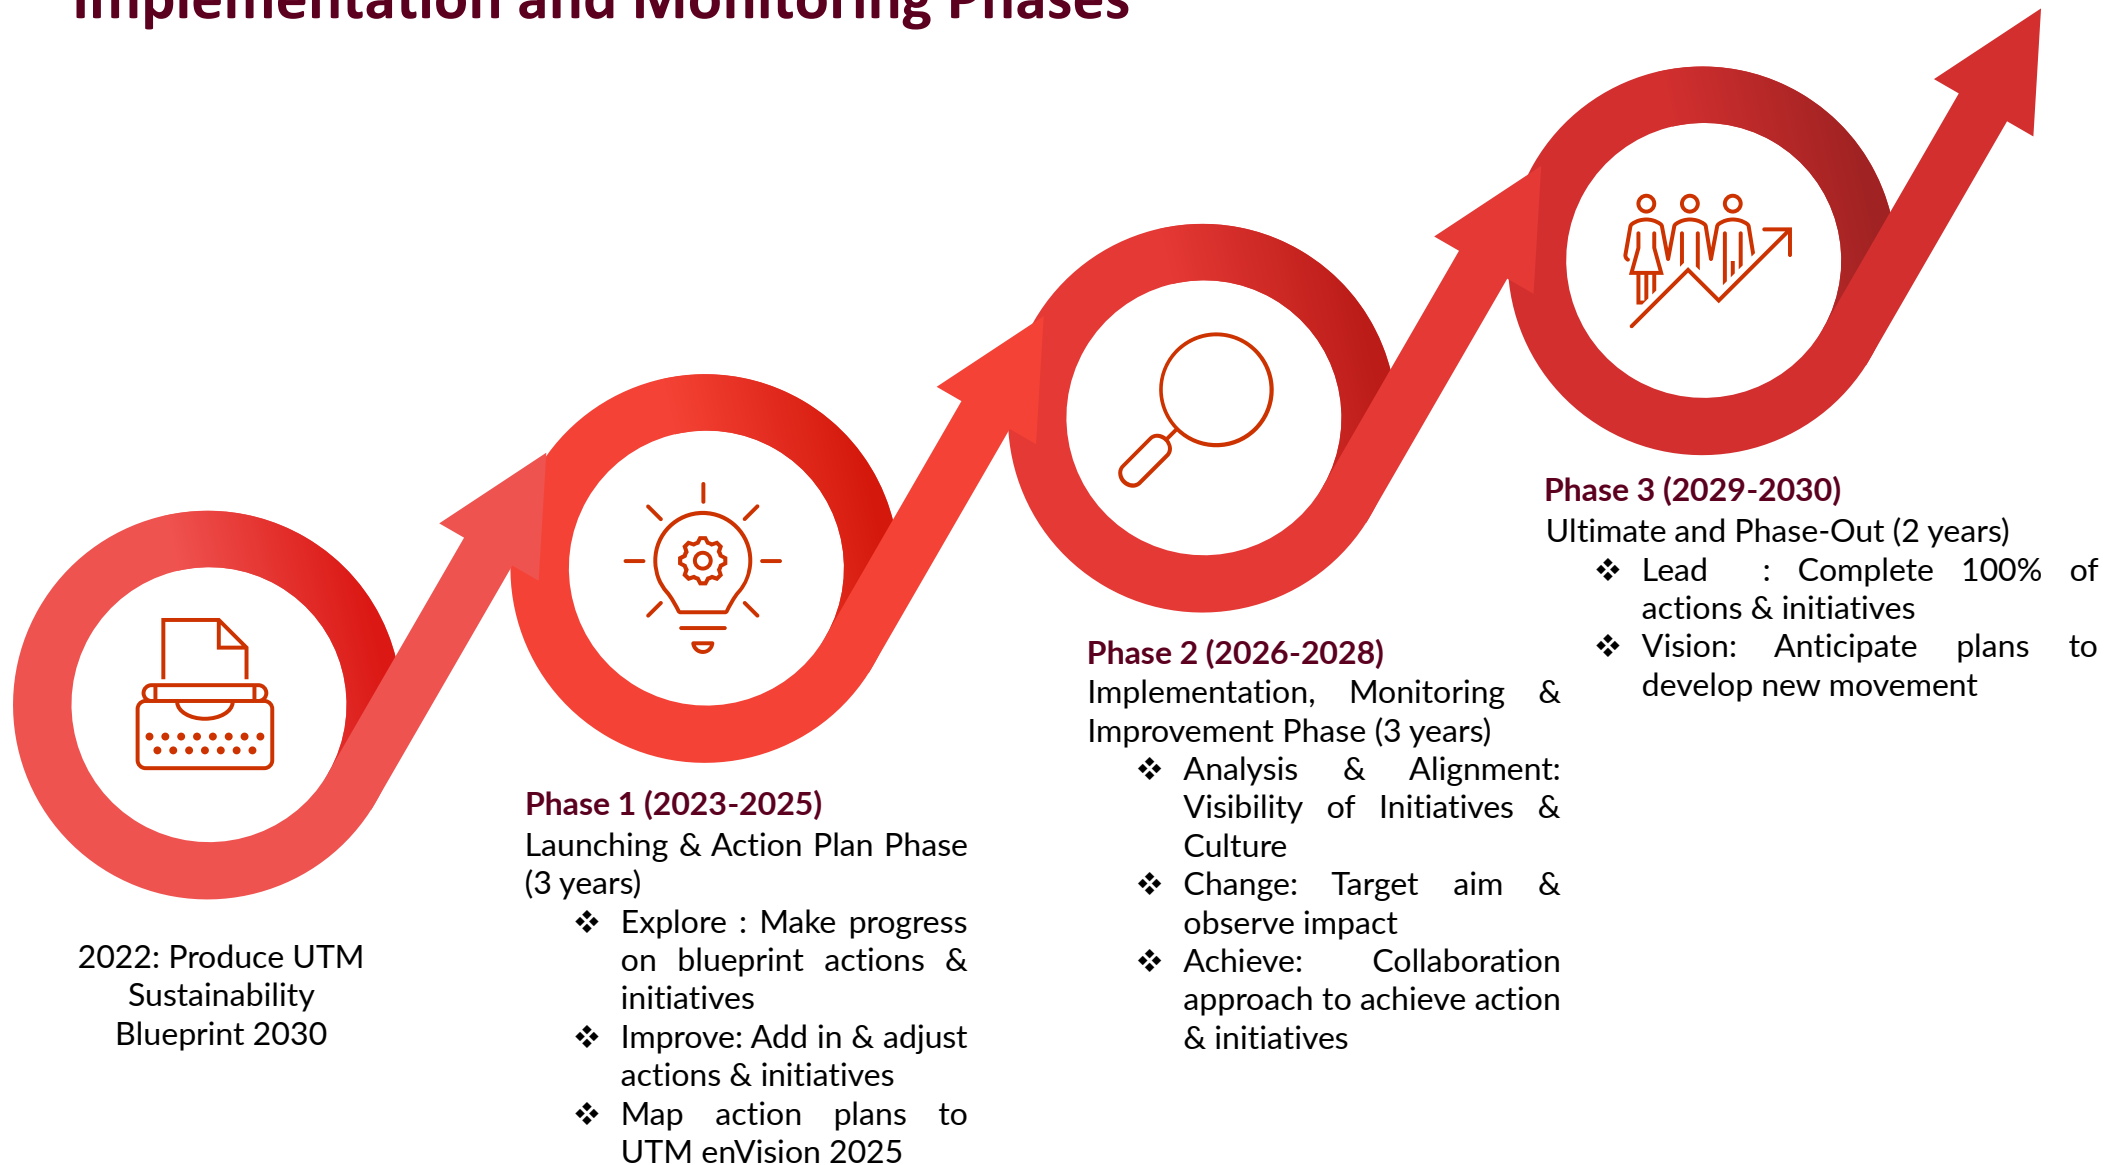 Implementation and Monitoring Phases
2022: Produce UTM
Sustainability
Blueprint 2030
Phase 1 (2023-2025)
Launching & Action Plan Phase
(3 years)
❖ Explore : Make progress
on blueprint actions &
initiatives
❖ Improve: Add in & adjust
actions & initiatives
❖ Map action plans to
UTM enVision 2025
Phase 2 (2026-2028)
Implementation, Monitoring &
Improvement Phase (3 years)
❖ Analysis & Alignment:
Visibility of Initiatives &
Culture
❖ Change: Target aim &
observe impact
❖ Achieve: Collaboration
approach to achieve action
& initiatives
Phase 3 (2029-2030)
Ultimate and Phase-Out (2 years)
❖ Lead : Complete 100% of
actions & initiatives
❖ Vision: Anticipate plans to
develop new movement